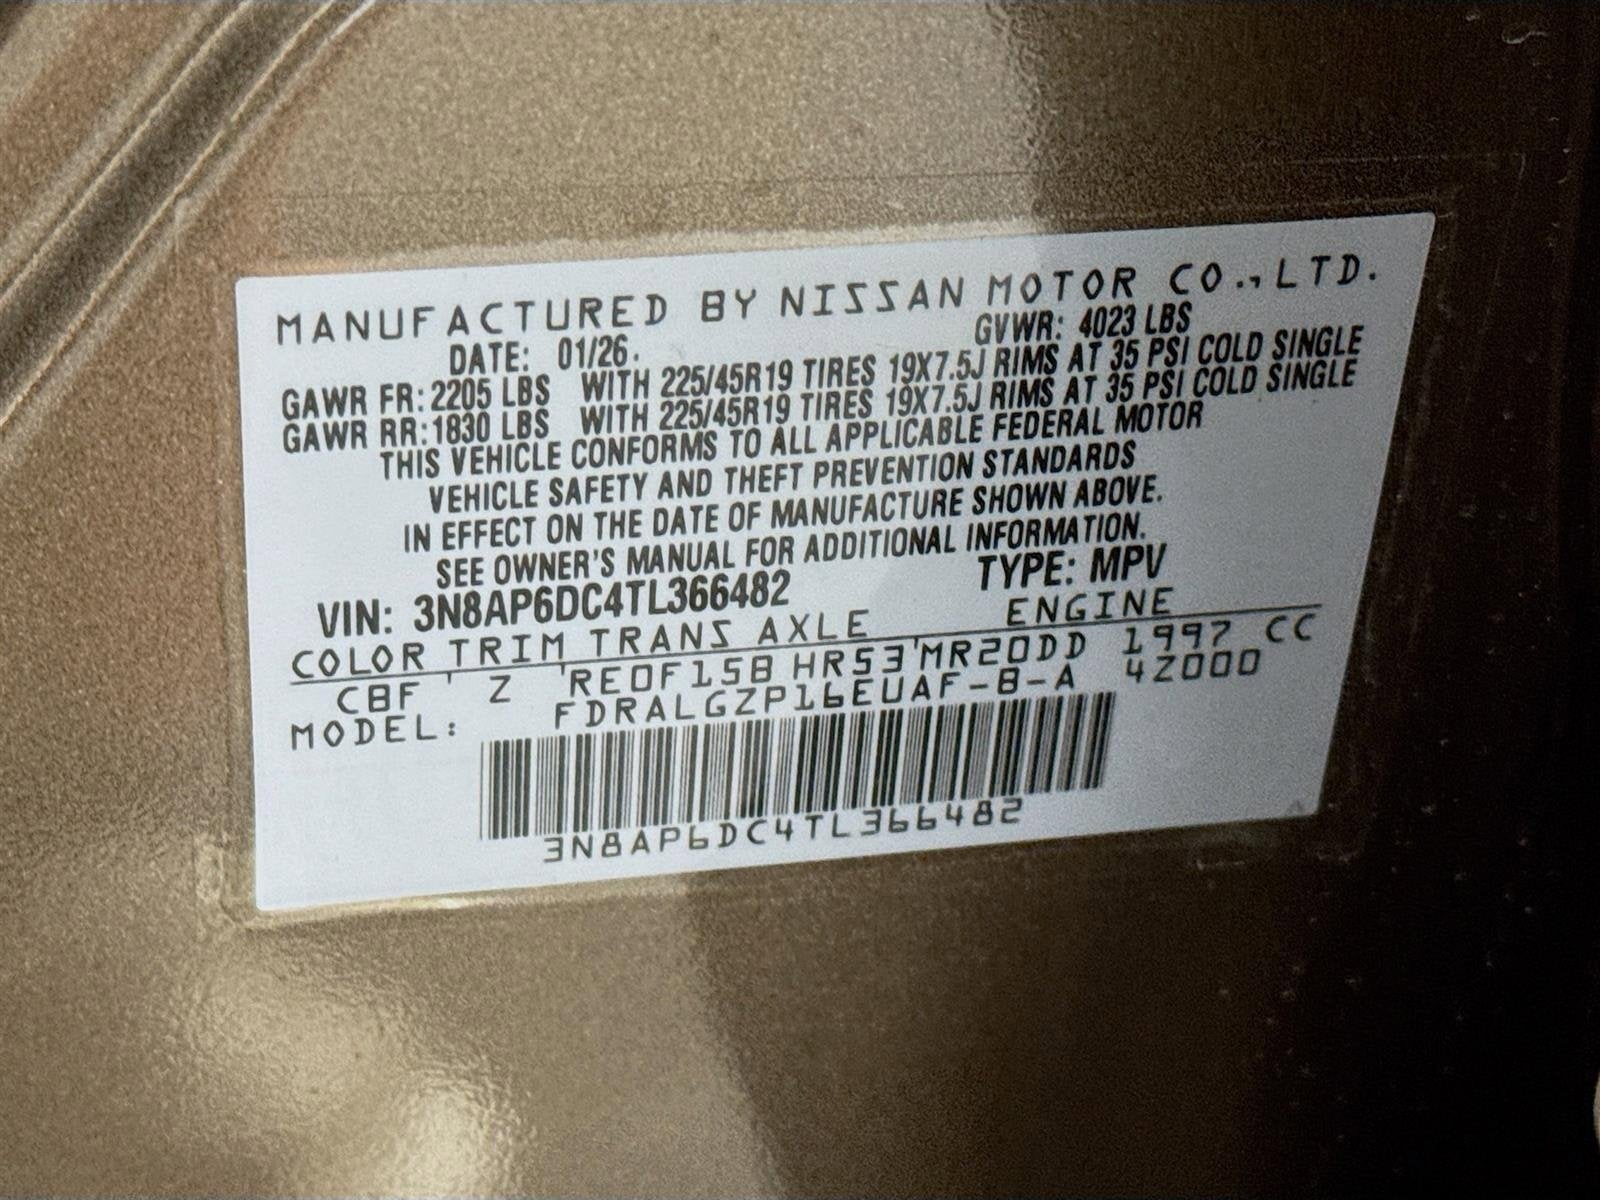 MANUFACTURED BY NISSAN MOTOR CO.,LTD.
DATE: 01/26. GVWR: 4023 LBS
GAWR FR: 2205 LBS WITH 225/45R19 TIRES 19X7.5J RIMS AT 35 PSI COLD SINGLE
GAWR RR: 1830 LBS WITH 225/45R19 TIRES 19X7.5J RIMS AT 35 PSI COLD SINGLE
THIS VEHICLE CONFORMS TO ALL APPLICABLE FEDERAL MOTOR
VEHICLE SAFETY AND THEFT PREVENTION STANDARDS
IN EFFECT ON THE DATE OF MANUFACTURE SHOWN ABOVE.
SEE OWNER'S MANUAL FOR ADDITIONAL INFORMATION.
VIN: 3N8AP6DC4TL366482 TYPE: MPV
COLOR TRIM TRANS AXLE ENGINE
CBF Z RE0F15B HR53 MR20DD 1997 CC
MODEL: FDRALGZP16EUAF-B-A 4Z000
3N8AP6DC4TL366482